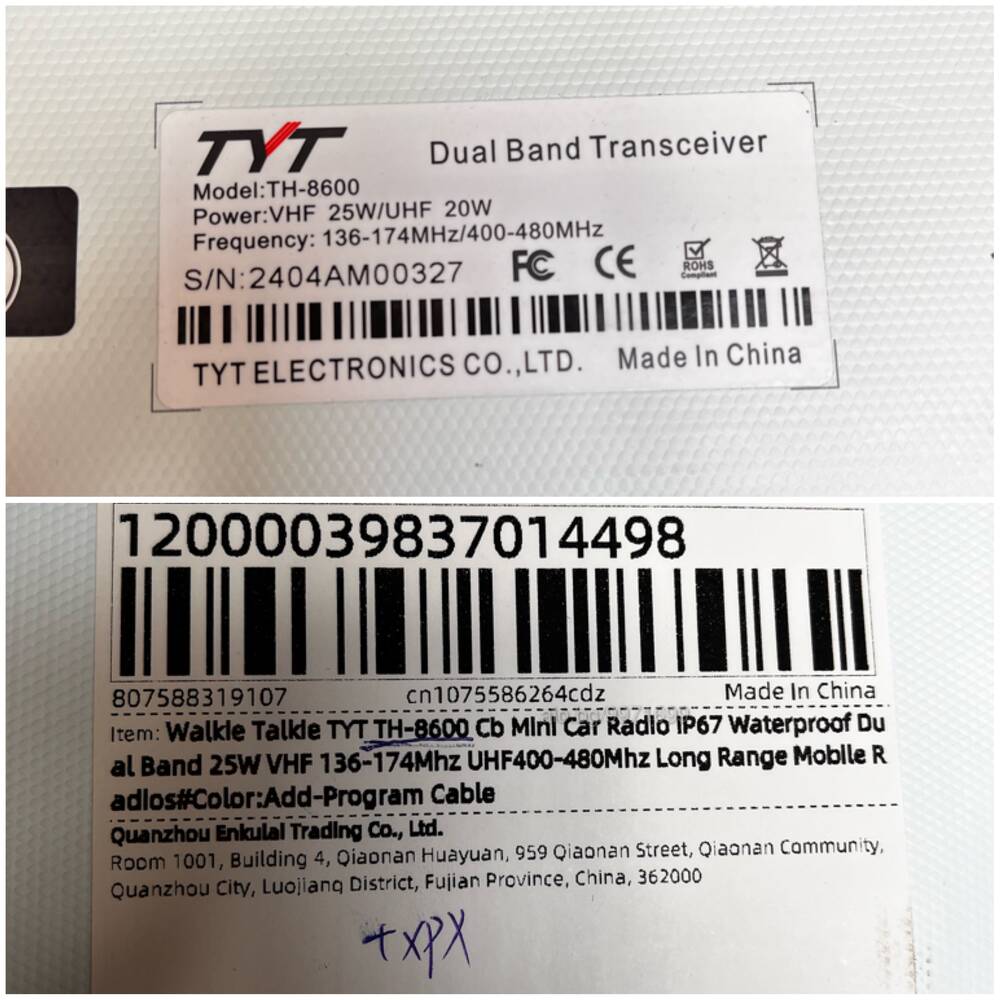 TYT
Dual Band Transceiver
Model:TH-8600
Power:VHF 25W/UHF 20W
Frequency: 136-174MHz/400-480MHz
S/N:2404AM00327
FC CE ROHS
Compliant
TYT ELECTRONICS CO.,LTD. Made In China
12000039837014498
807588319107 cn1075586264cdz Made In China
Item: Walkie Talkie TYT TH-8600 Cb Mini Car Radio IP67 Waterproof Du
al Band 25W VHF 136-174Mhz UHF400-480Mhz Long Range Mobile R
adios#Color:Add-Program Cable
Quanzhou Enkulai Trading Co., Ltd.
Room 1001, Building 4, Qiaonan Huayuan, 959 Qiaonan Street, Qiaonan Community,
Quanzhou City, Luojiang District, Fujian Province, China, 362000
+xpx